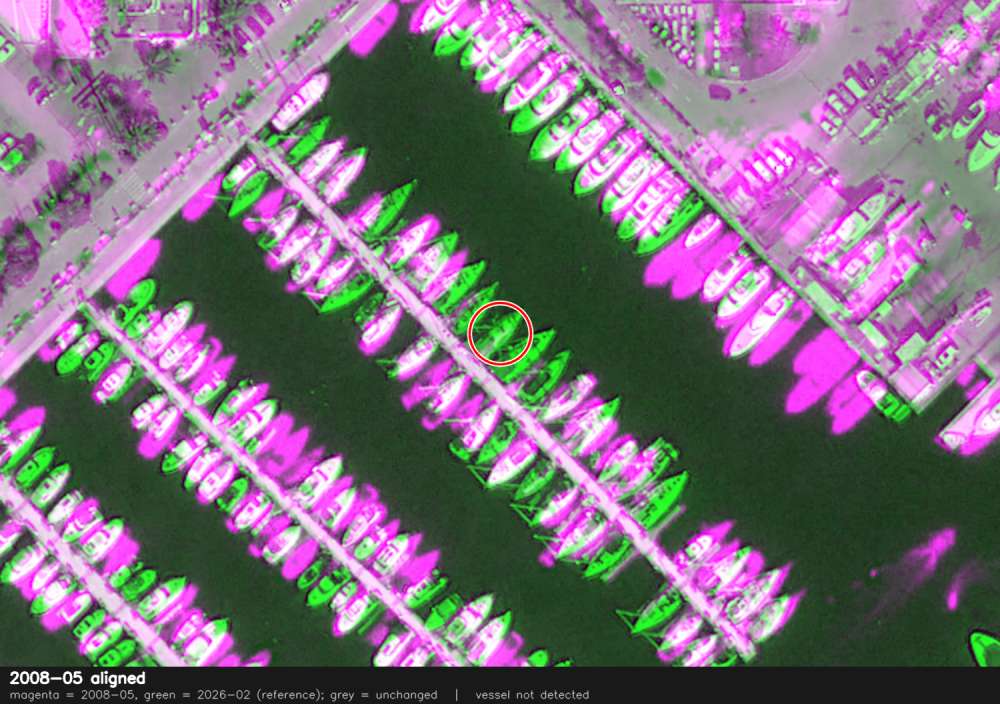 2008-05 aligned
magenta = 2008-05, green = 2026-02 (reference); grey = unchanged | vessel not detected